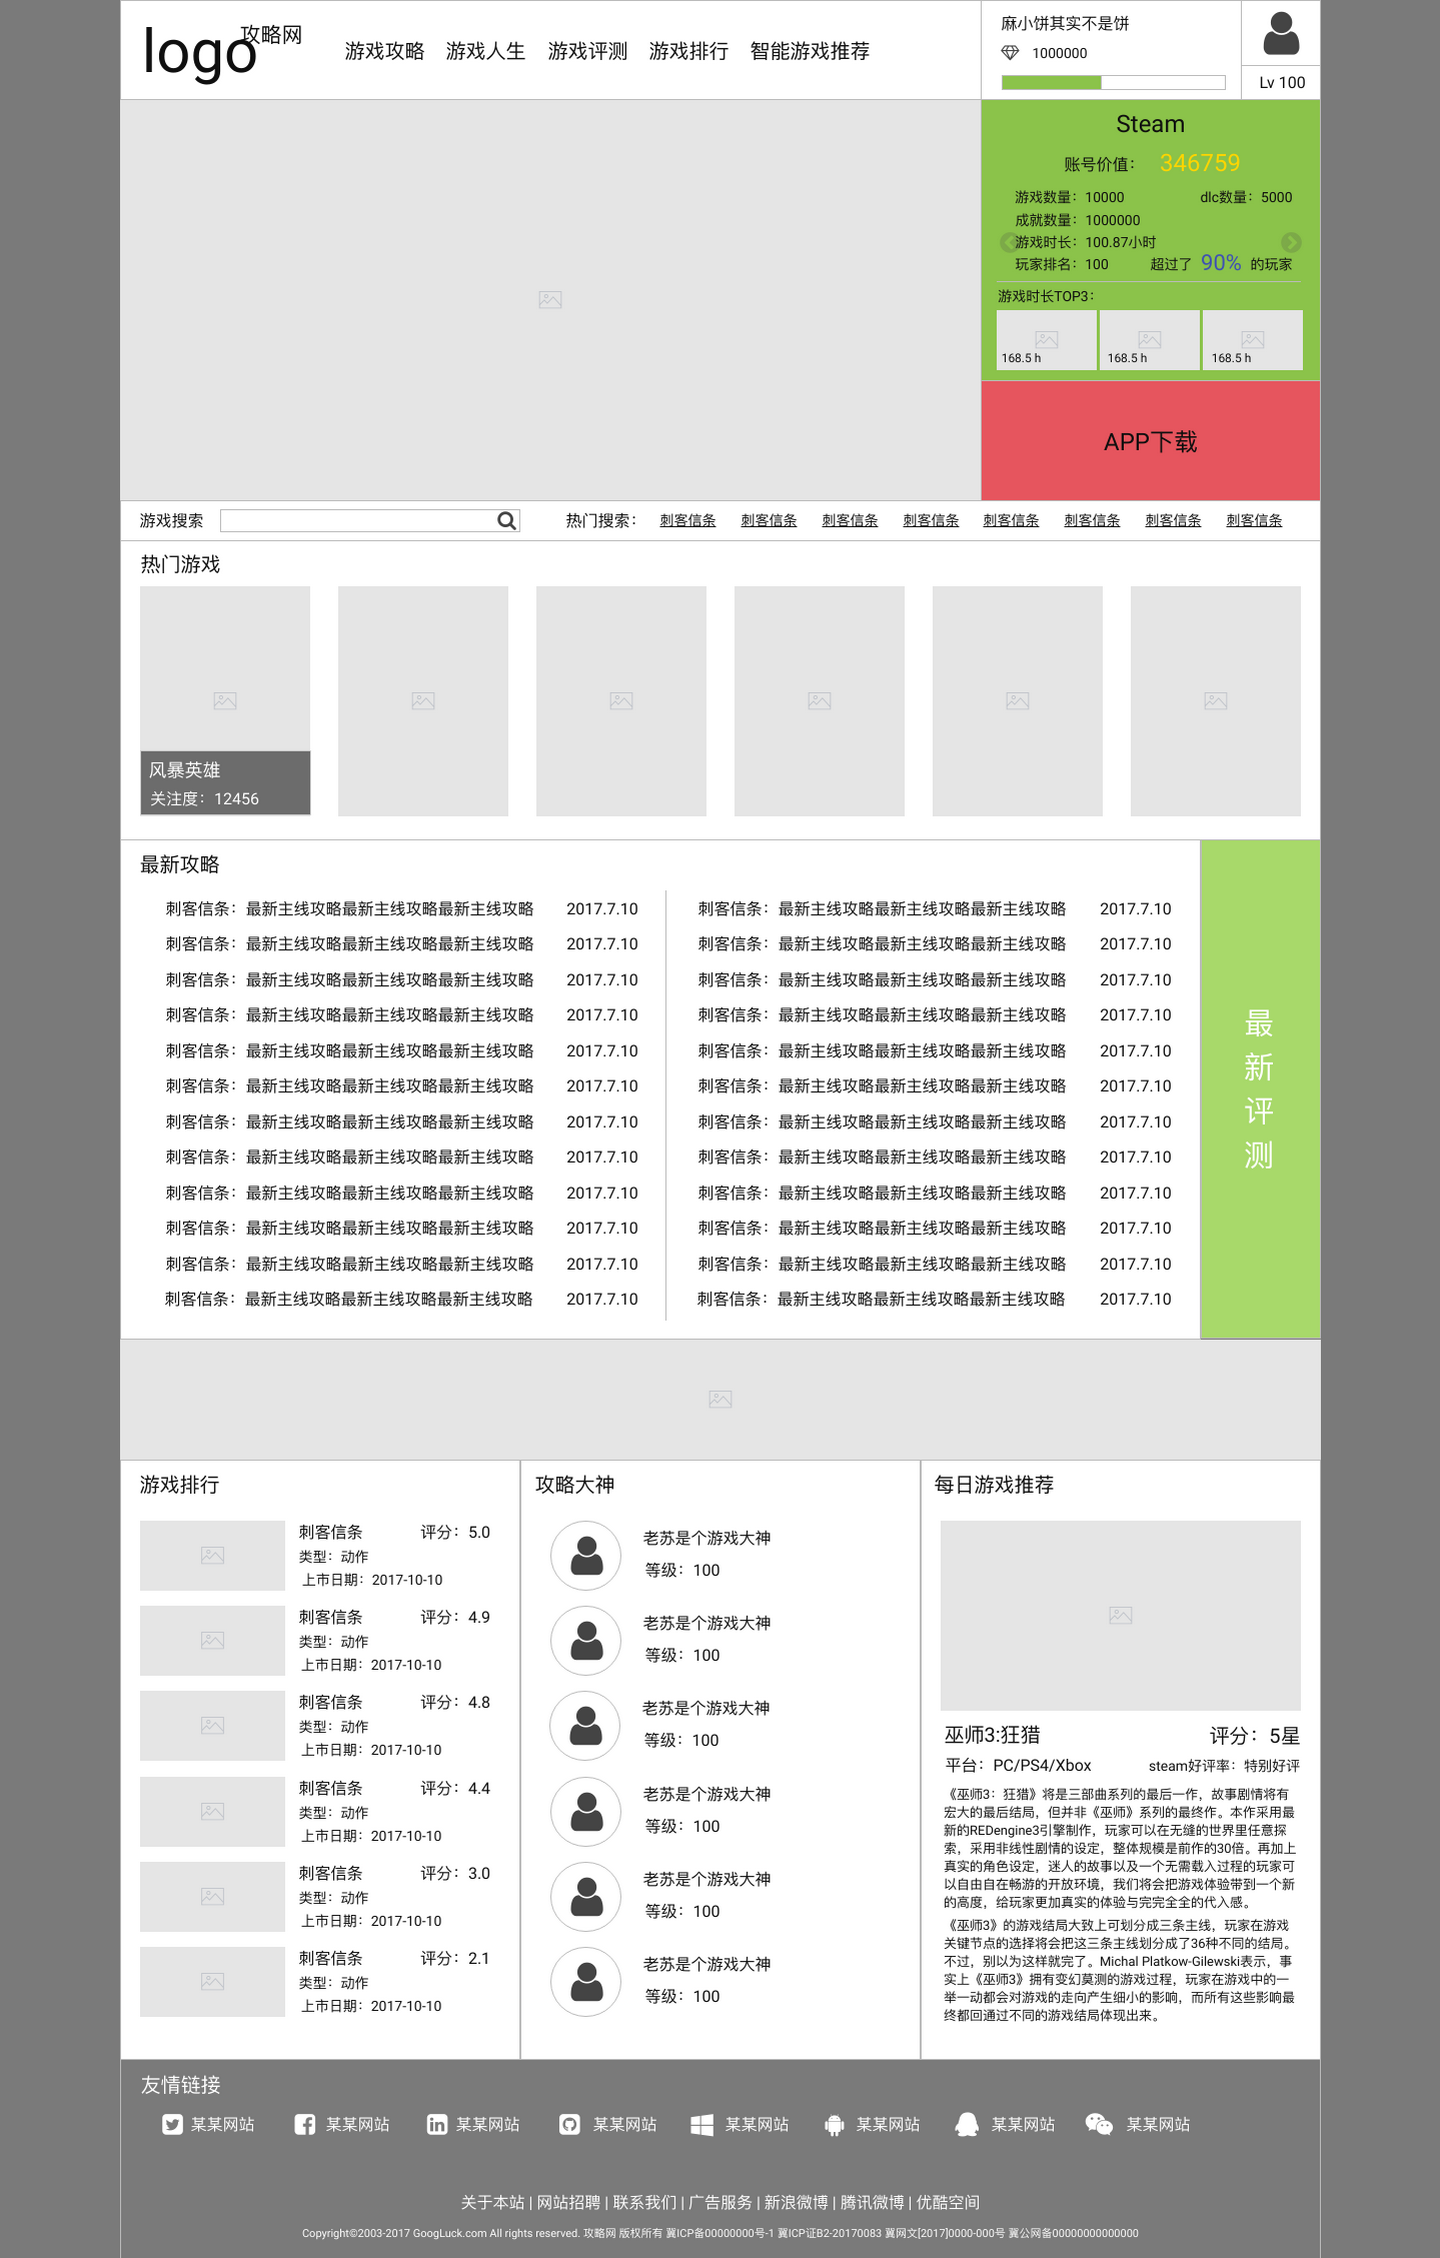 logo 攻略网
游戏攻略 游戏人生 游戏评测 游戏排行 智能游戏推荐
麻小饼其实不是饼
1000000
Lv 100
Steam
账号价值： 346759
游戏数量：10000 dlc数量：5000
成就数量：1000000
游戏时长：100.87小时
玩家排名：100 超过了 90% 的玩家
游戏时长TOP3：
168.5 h 168.5 h 168.5 h
APP下载
游戏搜索 热门搜索： 刺客信条 刺客信条 刺客信条 刺客信条 刺客信条 刺客信条 刺客信条 刺客信条
热门游戏
风暴英雄
关注度：12456
最新攻略
刺客信条：最新主线攻略最新主线攻略最新主线攻略 2017.7.10 刺客信条：最新主线攻略最新主线攻略最新主线攻略 2017.7.10
刺客信条：最新主线攻略最新主线攻略最新主线攻略 2017.7.10 刺客信条：最新主线攻略最新主线攻略最新主线攻略 2017.7.10
刺客信条：最新主线攻略最新主线攻略最新主线攻略 2017.7.10 刺客信条：最新主线攻略最新主线攻略最新主线攻略 2017.7.10
刺客信条：最新主线攻略最新主线攻略最新主线攻略 2017.7.10 刺客信条：最新主线攻略最新主线攻略最新主线攻略 2017.7.10
刺客信条：最新主线攻略最新主线攻略最新主线攻略 2017.7.10 刺客信条：最新主线攻略最新主线攻略最新主线攻略 2017.7.10
刺客信条：最新主线攻略最新主线攻略最新主线攻略 2017.7.10 刺客信条：最新主线攻略最新主线攻略最新主线攻略 2017.7.10
刺客信条：最新主线攻略最新主线攻略最新主线攻略 2017.7.10 刺客信条：最新主线攻略最新主线攻略最新主线攻略 2017.7.10
刺客信条：最新主线攻略最新主线攻略最新主线攻略 2017.7.10 刺客信条：最新主线攻略最新主线攻略最新主线攻略 2017.7.10
刺客信条：最新主线攻略最新主线攻略最新主线攻略 2017.7.10 刺客信条：最新主线攻略最新主线攻略最新主线攻略 2017.7.10
刺客信条：最新主线攻略最新主线攻略最新主线攻略 2017.7.10 刺客信条：最新主线攻略最新主线攻略最新主线攻略 2017.7.10
刺客信条：最新主线攻略最新主线攻略最新主线攻略 2017.7.10 刺客信条：最新主线攻略最新主线攻略最新主线攻略 2017.7.10
刺客信条：最新主线攻略最新主线攻略最新主线攻略 2017.7.10 刺客信条：最新主线攻略最新主线攻略最新主线攻略 2017.7.10
最
新
评
测
游戏排行
刺客信条 评分：5.0
类型：动作
上市日期：2017-10-10
刺客信条 评分：4.9
类型：动作
上市日期：2017-10-10
刺客信条 评分：4.8
类型：动作
上市日期：2017-10-10
刺客信条 评分：4.4
类型：动作
上市日期：2017-10-10
刺客信条 评分：3.0
类型：动作
上市日期：2017-10-10
刺客信条 评分：2.1
类型：动作
上市日期：2017-10-10
攻略大神
老苏是个游戏大神
等级：100
老苏是个游戏大神
等级：100
老苏是个游戏大神
等级：100
老苏是个游戏大神
等级：100
老苏是个游戏大神
等级：100
老苏是个游戏大神
等级：100
每日游戏推荐
巫师3:狂猎 评分：5星
平台：PC/PS4/Xbox steam好评率：特别好评
《巫师3：狂猎》将是三部曲系列的最后一作，故事剧情将有
宏大的最后结局，但并非《巫师》系列的最终作。本作采用最
新的REDengine3引擎制作，玩家可以在无缝的世界里任意探
索，采用非线性剧情的设定，整体规模是前作的30倍。再加上
真实的角色设定，迷人的故事以及一个无需载入过程的玩家可
以自由自在畅游的开放环境，我们将会把游戏体验带到一个新
的高度，给玩家更加真实的体验与完完全全的代入感。
《巫师3》的游戏结局大致上可划分成三条主线，玩家在游戏
关键节点的选择将会把这三条主线划分成了36种不同的结局。
不过，别以为这样就完了。Michal Platkow-Gilewski表示，事
实上《巫师3》拥有变幻莫测的游戏过程，玩家在游戏中的一
举一动都会对游戏的走向产生细小的影响，而所有这些影响最
终都回通过不同的游戏结局体现出来。
友情链接
某某网站 某某网站 某某网站 某某网站 某某网站 某某网站 某某网站 某某网站
关于本站 | 网站招聘 | 联系我们 | 广告服务 | 新浪微博 | 腾讯微博 | 优酷空间
Copyright©2003-2017 GoogLuck.com All rights reserved. 攻略网 版权所有 冀ICP备00000000号-1 冀ICP证B2-20170083 冀网文[2017]0000-000号 冀公网备00000000000000